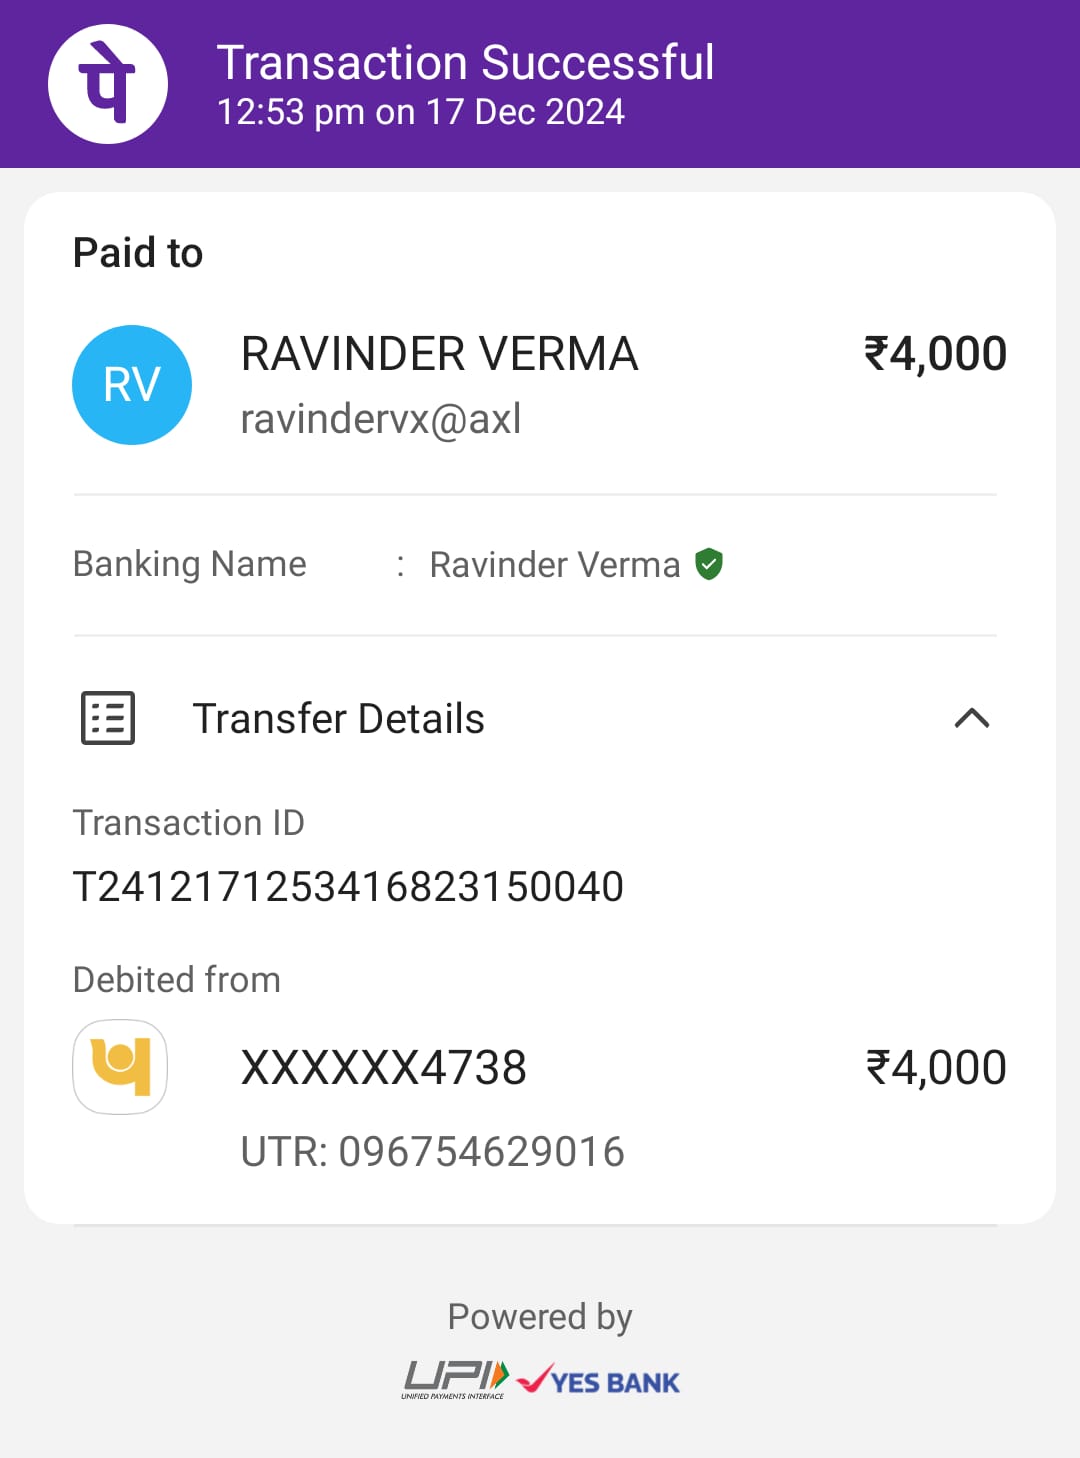 पे
Transaction Successful
12:53 pm on 17 Dec 2024
Paid to
RV
RAVINDER VERMA
₹4,000
ravindervx@axl
Banking Name : Ravinder Verma
Transfer Details
Transaction ID
T2412171253416823150040
Debited from
XXXXXX4738
₹4,000
UTR: 096754629016
Powered by
UPI
UNIFIED PAYMENTS INTERFACE
YES BANK